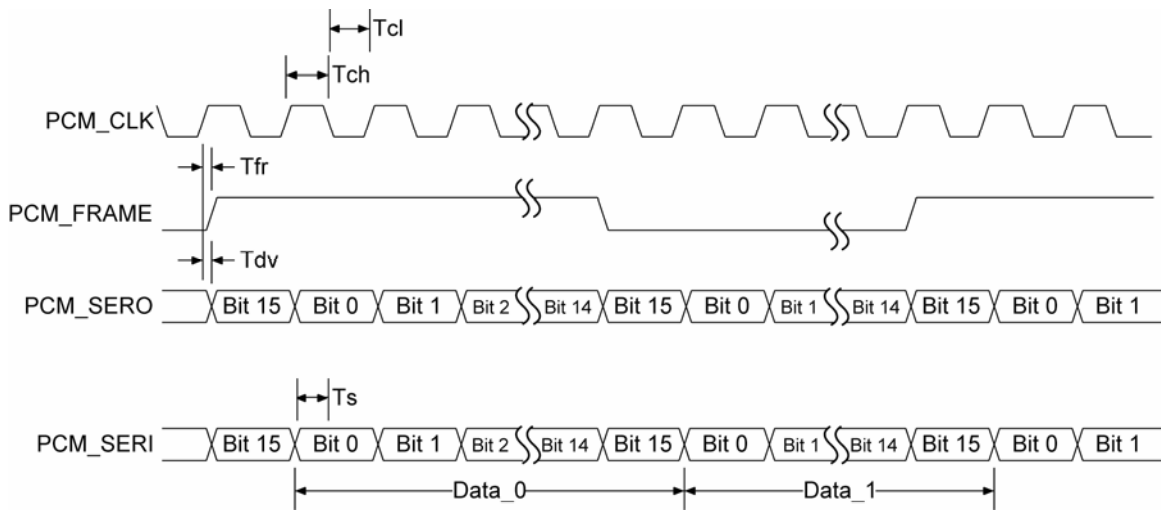 Tcl
Tch
PCM_CLK
Tfr
PCM_FRAME
Tdv
PCM_SERO Bit 15 Bit 0 Bit 1 Bit 2 Bit 14 Bit 15 Bit 0 Bit 1 Bit 14 Bit 15 Bit 0 Bit 1
Ts
PCM_SERI Bit 15 Bit 0 Bit 1 Bit 2 Bit 14 Bit 15 Bit 0 Bit 1 Bit 14 Bit 15 Bit 0 Bit 1
Data_0 Data_1